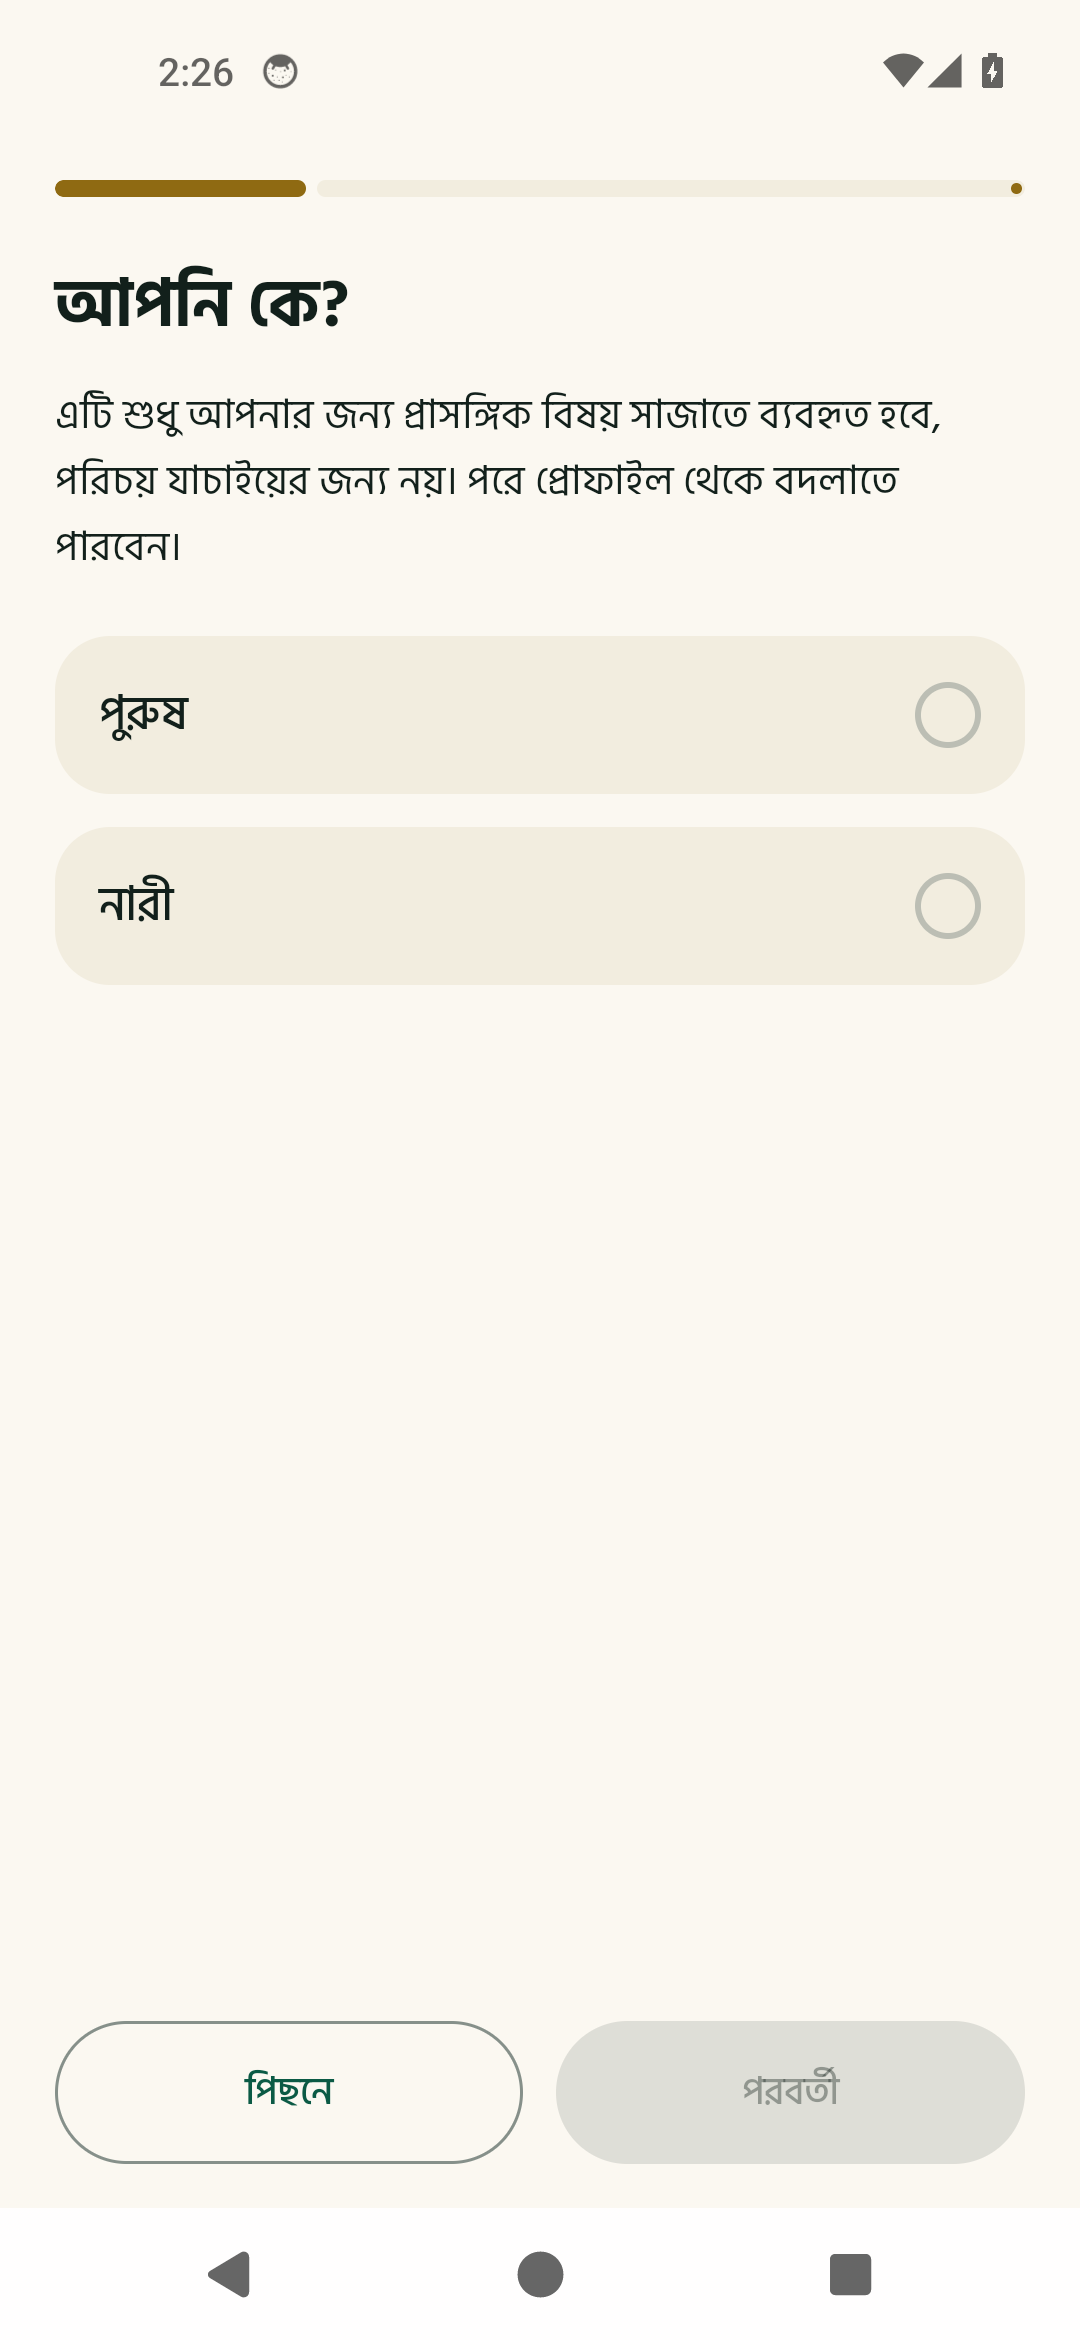 2:26
আপনি কে?
এটি শুধু আপনার জন্য প্রাসঙ্গিক বিষয় সাজাতে ব্যবহৃত হবে,
পরিচয় যাচাইয়ের জন্য নয়। পরে প্রোফাইল থেকে বদলাতে
পারবেন।
পুরুষ
নারী
পিছনে
পরবর্তী